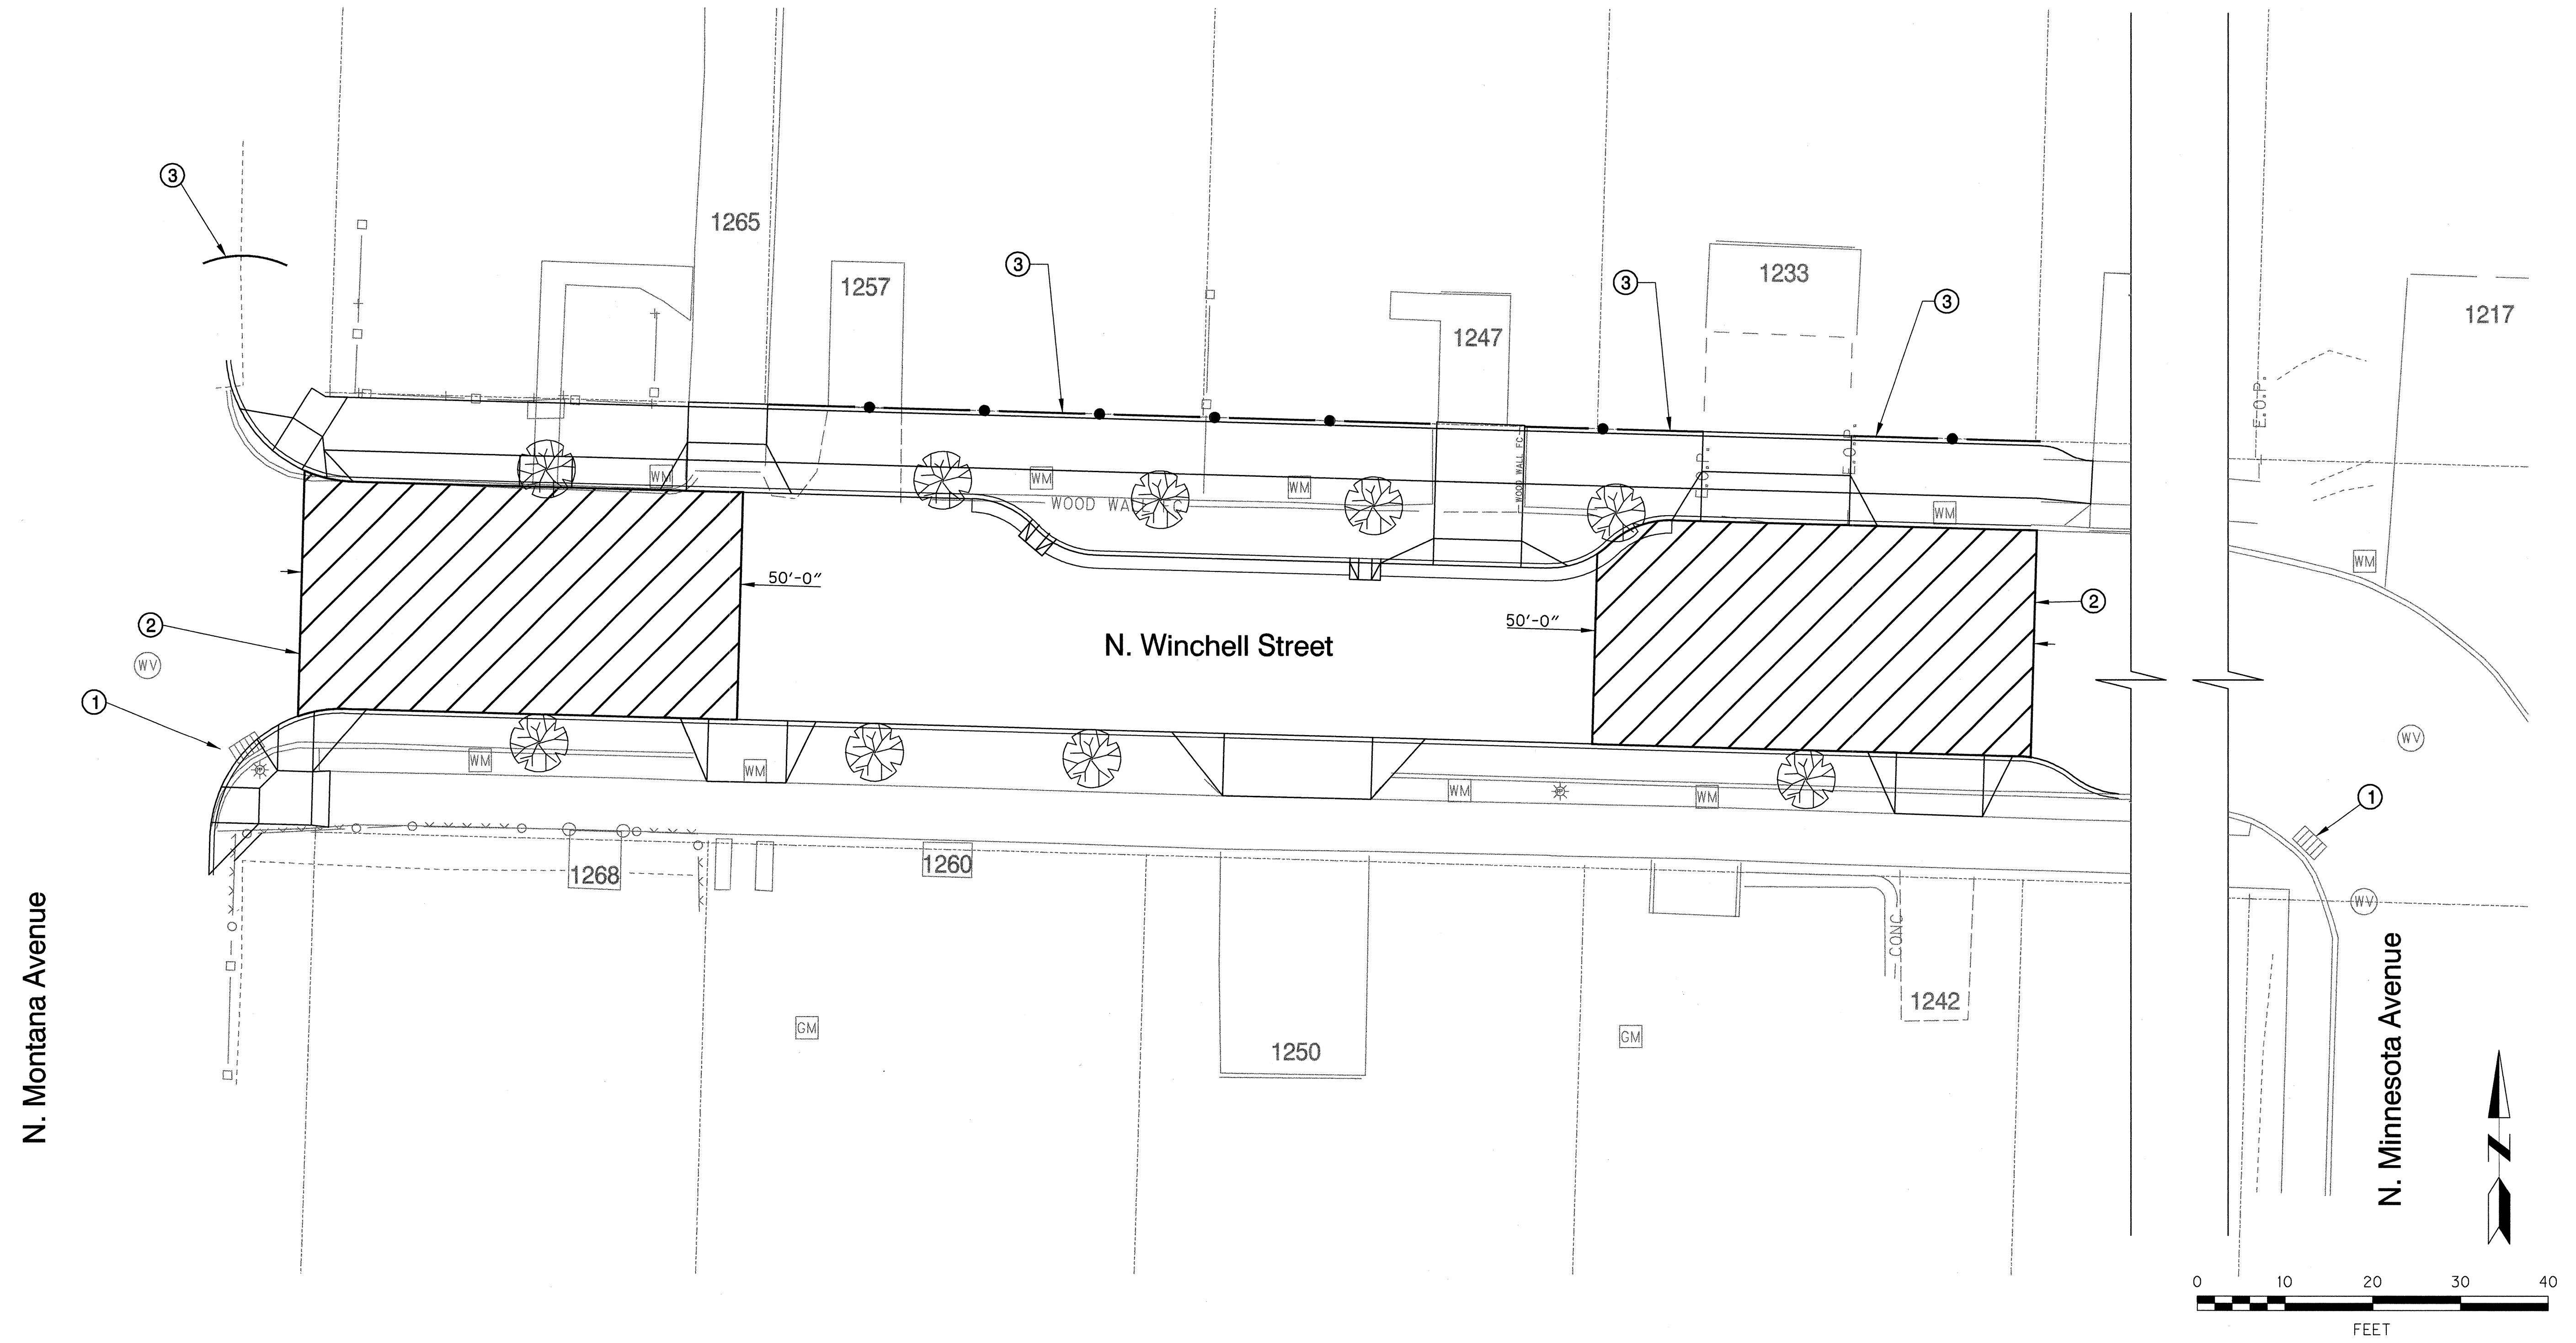 3
1265
3
1257
3
1233
3
1217
1247
E.O.P.
WOOD WALL FC
E.O.P.
E.O.P.
WM
WM
WM
WOOD WA
WM
WM
50'-0"
50'-0"
2
2
N. Winchell Street
WV
1
WV
WM
WM
WM
WM
1
1268
1260
WV
CONC
N. Montana Avenue
N. Minnesota Avenue
1242
GM
GM
1250
N
0 10 20 30 40
FEET